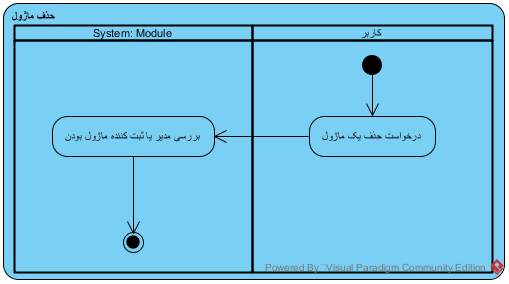 حذف ماژول
System: Module
کاربر
درخواست حذف یک ماژول
بررسی مدیر یا ثبت کننده ماژول بودن
Powered By Visual Paradigm Community Edition